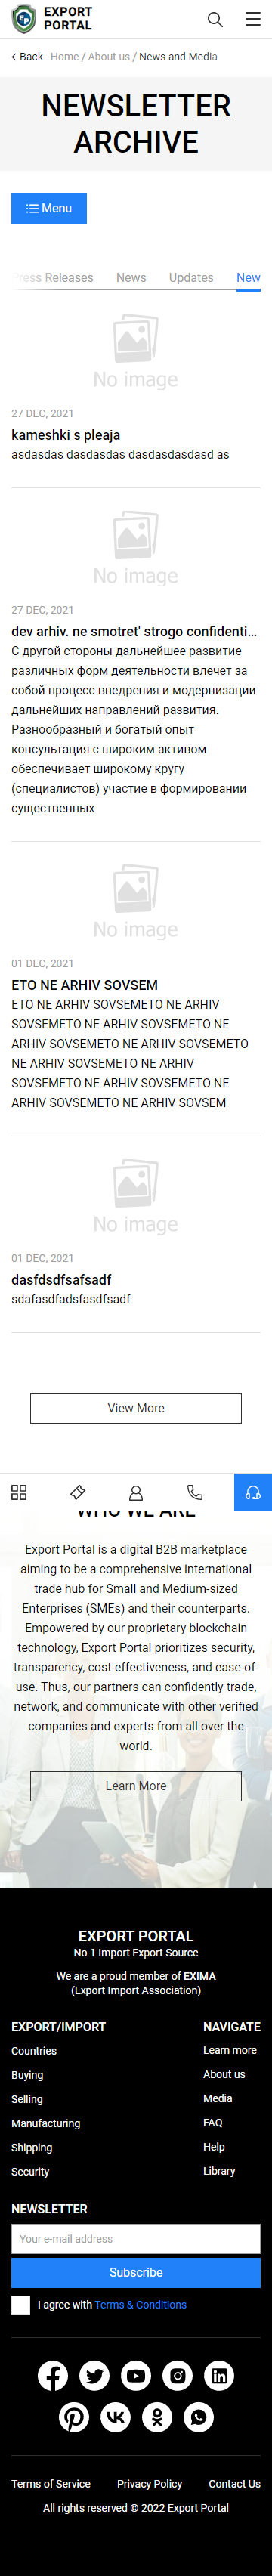 EXPORT
PORTAL
Back Home / About us / News and Media
NEWSLETTER
ARCHIVE
Menu
Press Releases News Updates New
No image
27 DEC, 2021
kameshki s pleaja
asdasdas dasdasdas dasdasdasdasd as
No image
27 DEC, 2021
dev arhiv. ne smotret' strogo confidenti...
С другой стороны дальнейшее развитие
различных форм деятельности влечет за
собой процесс внедрения и модернизации
дальнейших направлений развития.
Разнообразный и богатый опыт
консультация с широким активом
обеспечивает широкому кругу
(специалистов) участие в формировании
существенных
No image
01 DEC, 2021
ETO NE ARHIV SOVSEM
ETO NE ARHIV SOVSEMETO NE ARHIV
SOVSEMETO NE ARHIV SOVSEMETO NE
ARHIV SOVSEMETO NE ARHIV SOVSEMETO
NE ARHIV SOVSEMETO NE ARHIV
SOVSEMETO NE ARHIV SOVSEMETO NE
ARHIV SOVSEMETO NE ARHIV SOVSEM
No image
01 DEC, 2021
dasfdsdfsafsadf
sdafasdfadsfasdfsadf
View More
WHO WE ARE
Export Portal is a digital B2B marketplace
aiming to be a comprehensive international
trade hub for Small and Medium-sized
Enterprises (SMEs) and their counterparts.
Empowered by our proprietary blockchain
technology, Export Portal prioritizes security,
transparency, cost-effectiveness, and ease-of-
use. Thus, our partners can confidently trade,
network, and communicate with other verified
companies and experts from all over the
world.
Learn More
EXPORT PORTAL
No 1 Import Export Source
We are a proud member of EXIMA
(Export Import Association)
EXPORT/IMPORT
Countries
Buying
Selling
Manufacturing
Shipping
Security
NAVIGATE
Learn more
About us
Media
FAQ
Help
Library
NEWSLETTER
Your e-mail address
Subscribe
I agree with Terms & Conditions
Terms of Service Privacy Policy Contact Us
All rights reserved © 2022 Export Portal